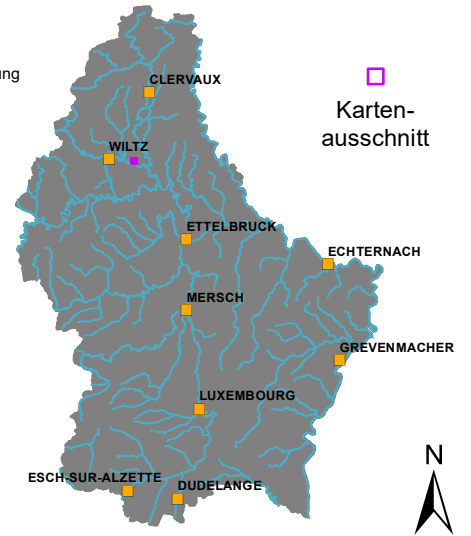 ung
CLERVAUX
Karten-
ausschnitt
WILTZ
ETTELBRUCK
ECHTERNACH
MERSCH
GREVENMACHER
LUXEMBOURG
ESCH-SUR-ALZETTE
DUDELANGE
N